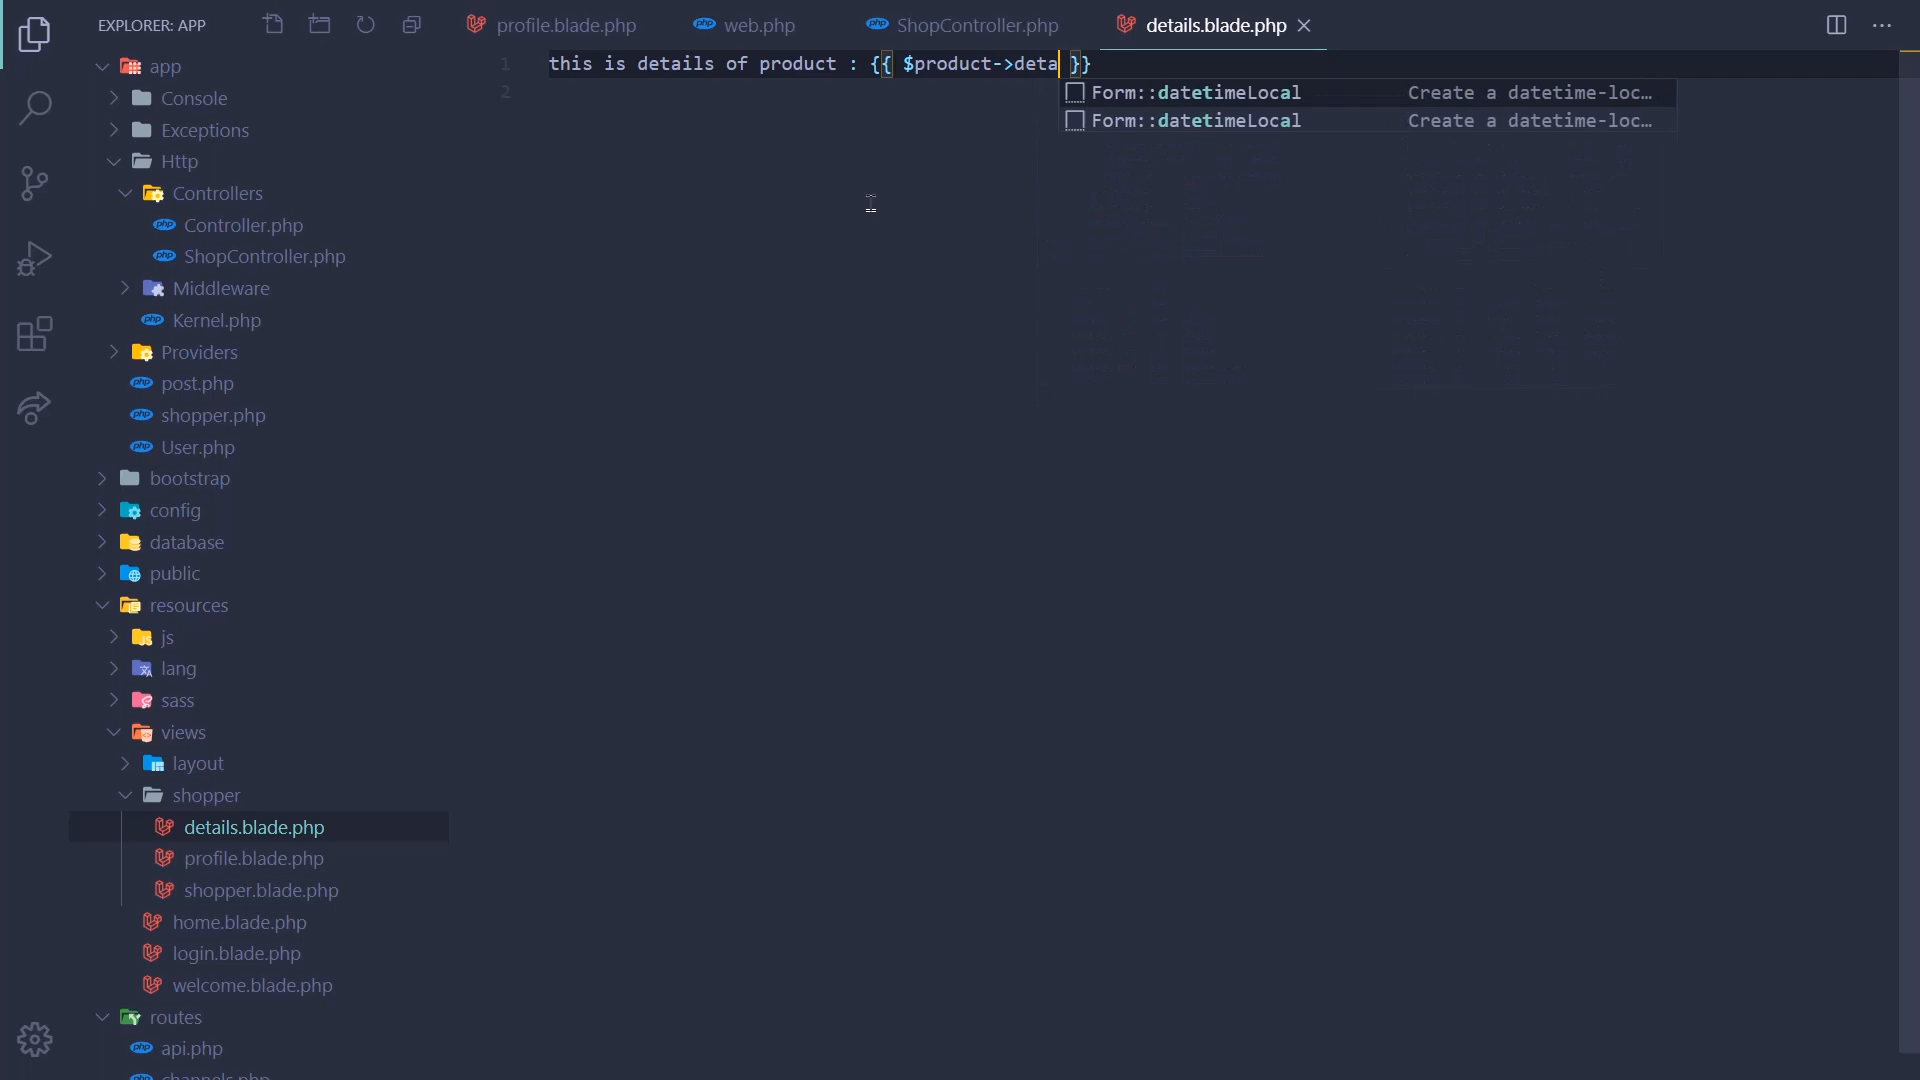 EXPLORER: APP
profile.blade.php
web.php
ShopController.php
details.blade.php
app
Console
Exceptions
Http
Controllers
Controller.php
ShopController.php
Middleware
Kernel.php
Providers
post.php
shopper.php
User.php
bootstrap
config
database
public
resources
js
lang
sass
views
layout
shopper
details.blade.php
profile.blade.php
shopper.blade.php
home.blade.php
login.blade.php
welcome.blade.php
routes
api.php
channels.php
1 this is details of product : {{ $product->deta }}
2
Form::datetimeLocal Create a datetime-loc…
Form::datetimeLocal Create a datetime-loc…